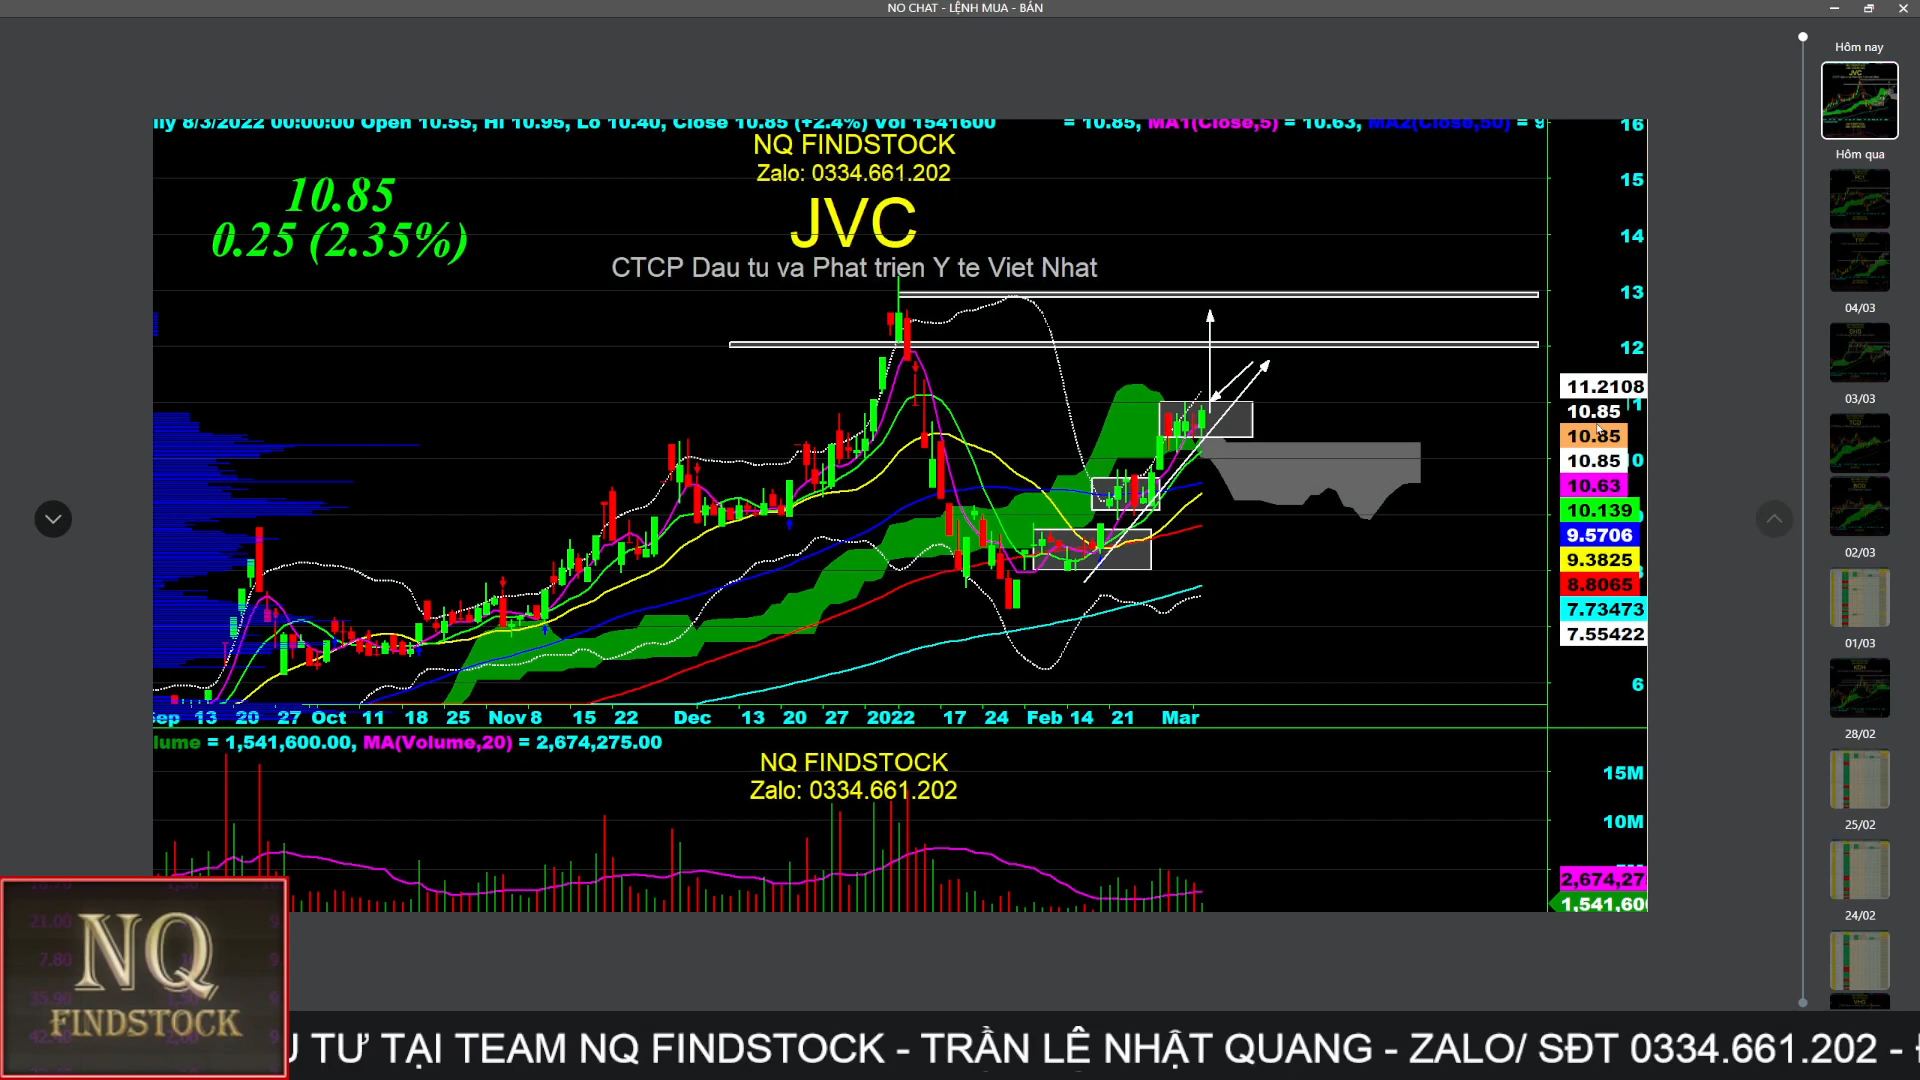 NO CHAT - LỆNH MUA - BÁN
Hôm nay
8/3/2022 00:00:00 Open 10.55, Hi 10.95, Lo 10.40, Close 10.85 (+2.4%) Vol 1541600 = 10.85, MA1(Close,5) = 10.63, MA2(Close,50) = 9
NQ FINDSTOCK
Zalo: 0334.661.202
10.85
0.25 (2.35%)
JVC
CTCP Dau tu va Phat trien Y te Viet Nhat
16
15
14
13
12
11.2108
10.85
10.85
10.85
10.63
10.139
9.5706
9.3825
8.8065
7.73473
7.55422
6
Sep 13 20 27 Oct 11 18 25 Nov 8 15 22 Dec 13 20 27 2022 17 24 Feb 14 21 Mar
lume = 1,541,600.00, MA(Volume,20) = 2,674,275.00
NQ FINDSTOCK
Zalo: 0334.661.202
15M
10M
2,674,27
1,541,60
Hôm qua
04/03
03/03
02/03
01/03
28/02
25/02
24/02
NQ
FINDSTOCK
TƯ TẠI TEAM NQ FINDSTOCK - TRẦN LÊ NHẬT QUANG - ZALO/ SĐT 0334.661.202 -